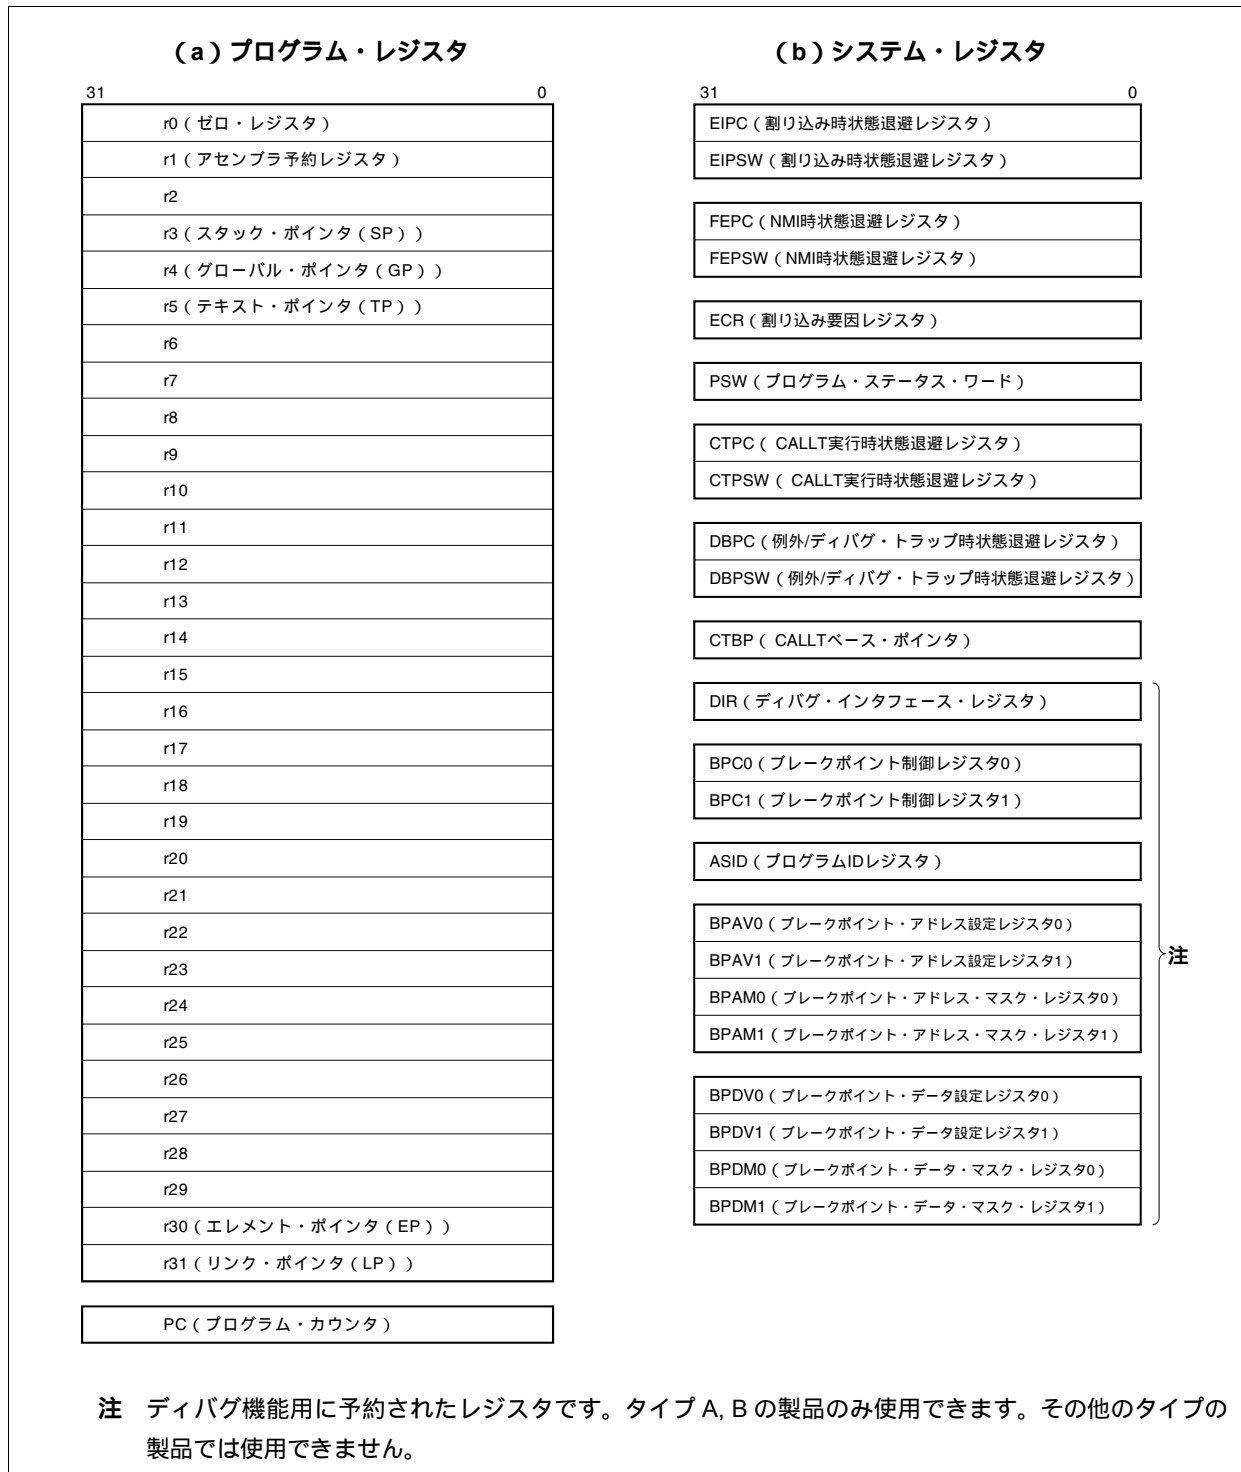 (a)プログラム・レジスタ
31 0
r0(ゼロ・レジスタ)
r1(アセンブラ予約レジスタ)
r2
r3(スタック・ポインタ(SP))
r4(グローバル・ポインタ(GP))
r5(テキスト・ポインタ(TP))
r6
r7
r8
r9
r10
r11
r12
r13
r14
r15
r16
r17
r18
r19
r20
r21
r22
r23
r24
r25
r26
r27
r28
r29
r30(エレメント・ポインタ(EP))
r31(リンク・ポインタ(LP))
PC(プログラム・カウンタ)
(b)システム・レジスタ
31 0
EIPC(割り込み時状態退避レジスタ)
EIPSW(割り込み時状態退避レジスタ)
FEPC(NMI時状態退避レジスタ)
FEPSW(NMI時状態退避レジスタ)
ECR(割り込み要因レジスタ)
PSW(プログラム・ステータス・ワード)
CTPC( CALLT実行時状態退避レジスタ)
CTPSW( CALLT実行時状態退避レジスタ)
DBPC(例外/ディバグ・トラップ時状態退避レジスタ)
DBPSW(例外/ディバグ・トラップ時状態退避レジスタ)
CTBP( CALLTベース・ポインタ)
DIR(ディバグ・インタフェース・レジスタ)
BPC0(ブレークポイント制御レジスタ0)
BPC1(ブレークポイント制御レジスタ1)
ASID(プログラムIDレジスタ)
BPAV0(ブレークポイント・アドレス設定レジスタ0)
BPAV1(ブレークポイント・アドレス設定レジスタ1)
BPAM0(ブレークポイント・アドレス・マスク・レジスタ0)
BPAM1(ブレークポイント・アドレス・マスク・レジスタ1)
BPDV0(ブレークポイント・データ設定レジスタ0)
BPDV1(ブレークポイント・データ設定レジスタ1)
BPDM0(ブレークポイント・データ・マスク・レジスタ0)
BPDM1(ブレークポイント・データ・マスク・レジスタ1)
注
注 ディバグ機能用に予約されたレジスタです。タイプ A, B の製品のみ使用できます。その他のタイプの
製品では使用できません。